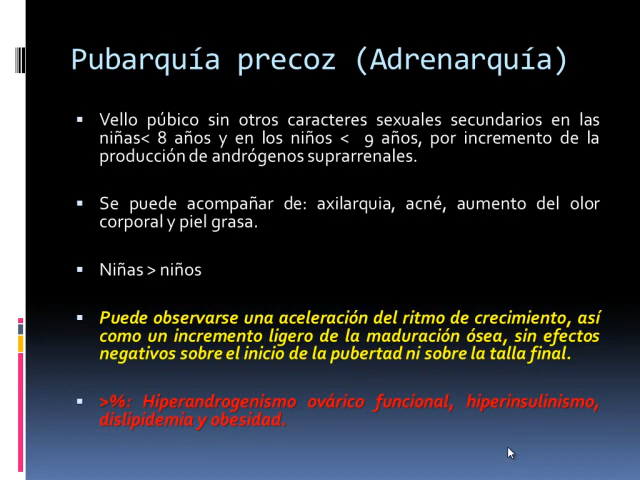 Pubarquía precoz (Adrenarquía)
Vello púbico sin otros caracteres sexuales secundarios en las
niñas< 8 años y en los niños < 9 años, por incremento de la
producción de andrógenos suprarrenales.
Se puede acompañar de: axilarquia, acné, aumento del olor
corporal y piel grasa.
Niñas > niños
Puede observarse una aceleración del ritmo de crecimiento, así
como un incremento ligero de la maduración ósea, sin efectos
negativos sobre el inicio de la pubertad ni sobre la talla final.
>%: Hiperandrogenismo ovárico funcional, hiperinsulinismo,
dislipidemia y obesidad.